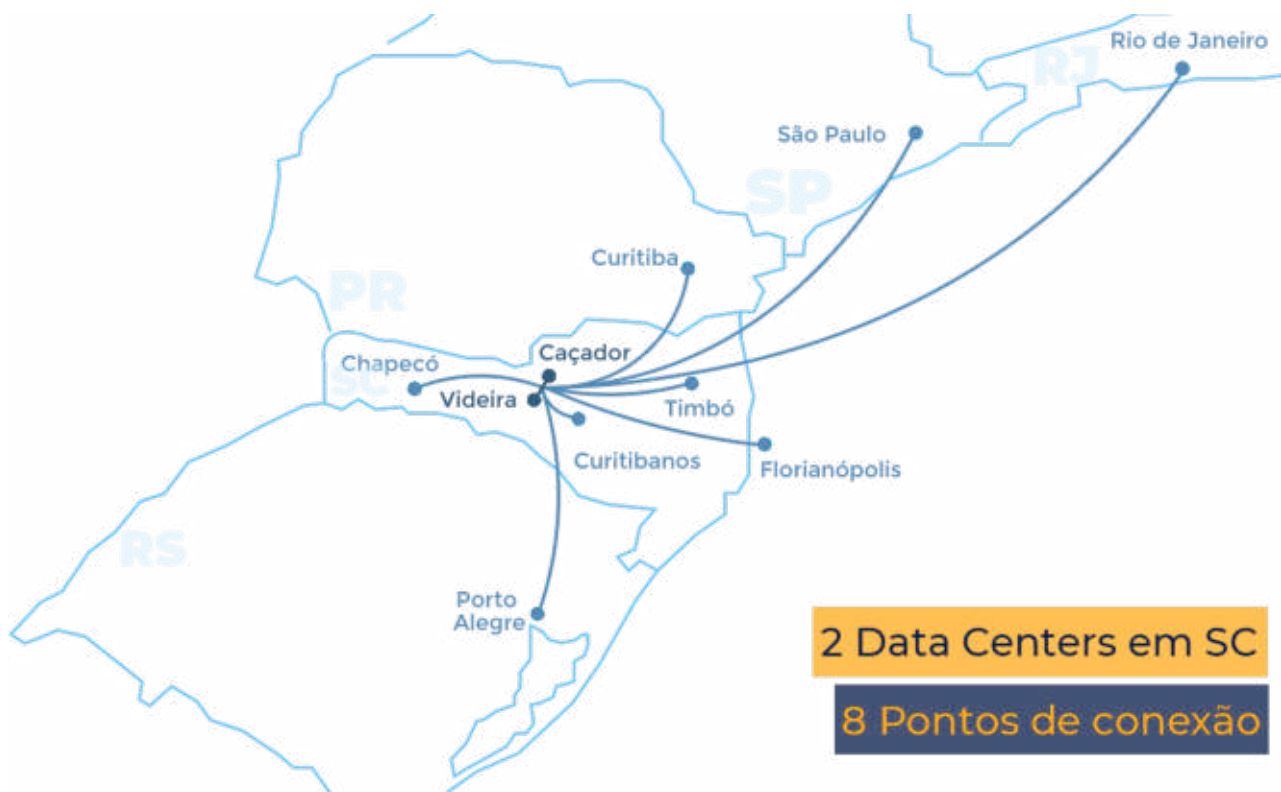 Rio de Janeiro
RJ
São Paulo
SP
Curitiba
PR
Caçador
Chapecó
SC
Videira
Timbó
Curitibanos
Florianópolis
RS
Porto
Alegre
2 Data Centers em SC
8 Pontos de conexão